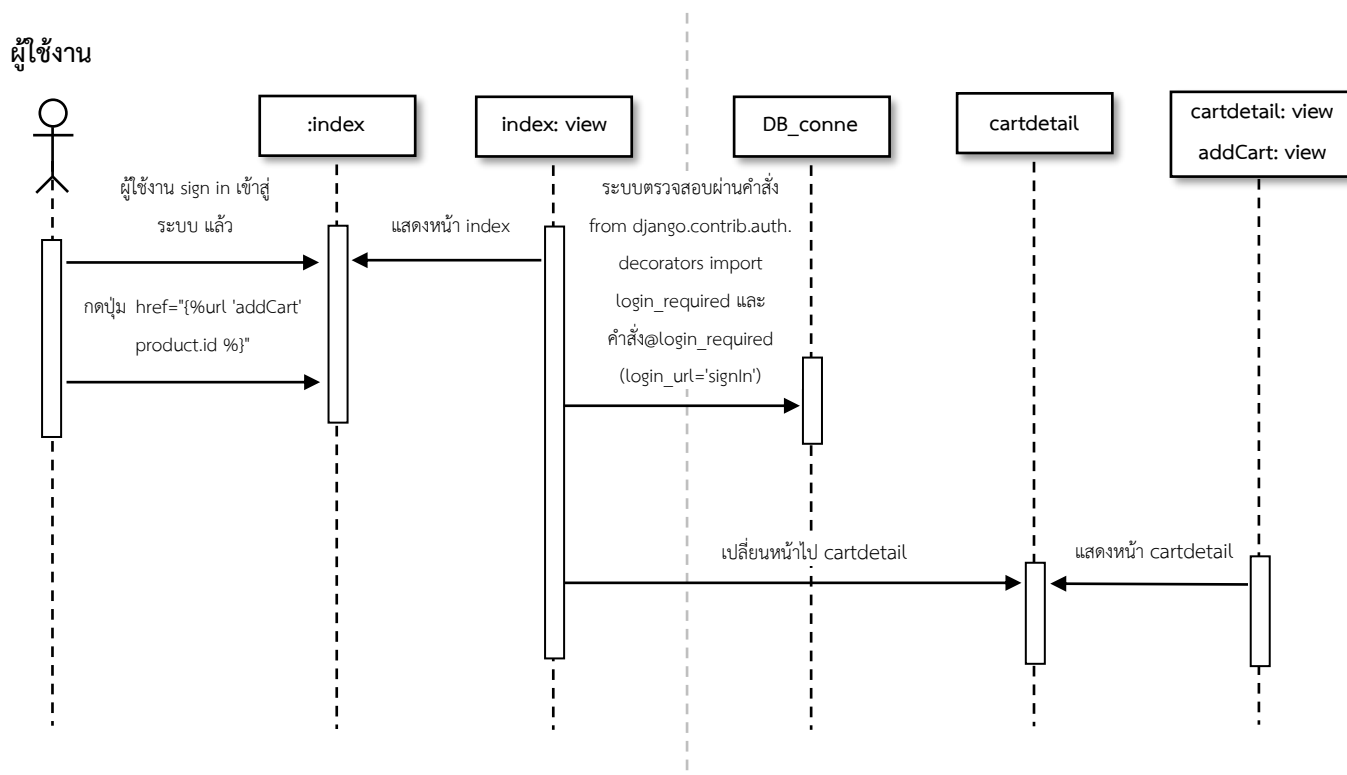 ผู้ใช้งาน
:index
index: view
DB_conne
cartdetail
cartdetail: view
addCart: view
ผู้ใช้งาน sign in เข้าสู่
ระบบ แล้ว
แสดงหน้า index
ระบบตรวจสอบผ่านคำสั่ง
from django.contrib.auth.
decorators import
login_required และ
คำสั่ง@login_required
(login_url='signIn')
กดปุ่ม href="{%url 'addCart'
product.id %}"
เปลี่ยนหน้าไป cartdetail
แสดงหน้า cartdetail